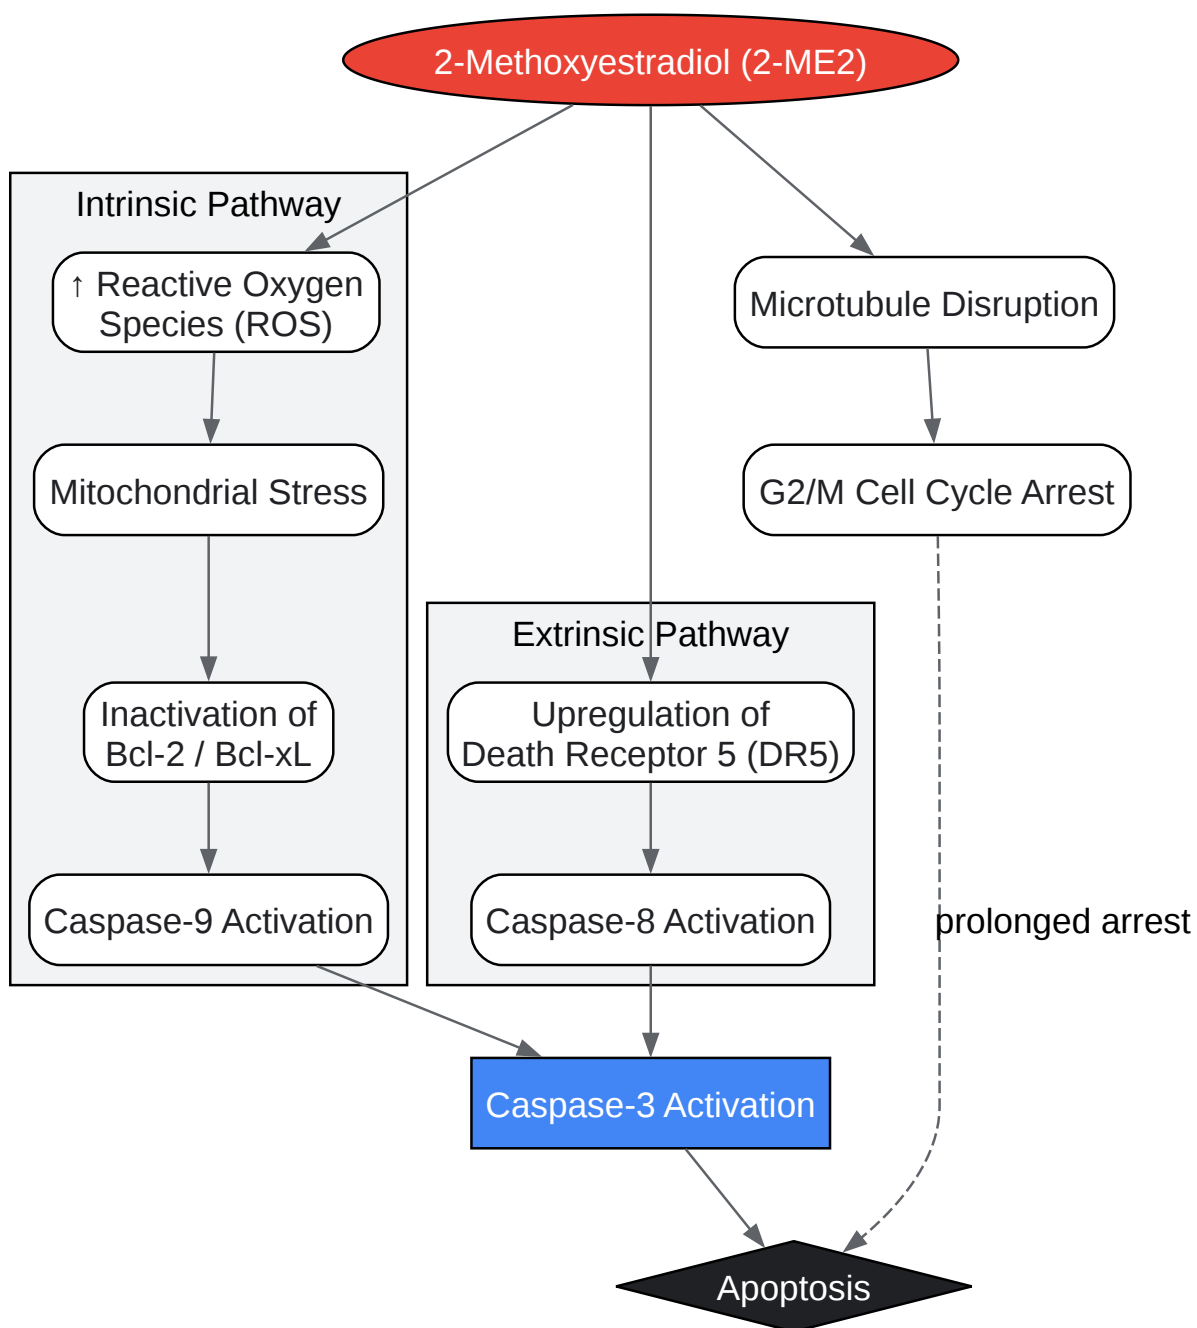 2-Methoxyestradiol (2-ME2)
Intrinsic Pathway
↑ Reactive Oxygen
Species (ROS)
Microtubule Disruption
Mitochondrial Stress
G2/M Cell Cycle Arrest
Extrinsic Pathway
Inactivation of
Bcl-2 / Bcl-xL
Upregulation of
Death Receptor 5 (DR5)
Caspase-9 Activation
Caspase-8 Activation
prolonged arrest
Caspase-3 Activation
Apoptosis